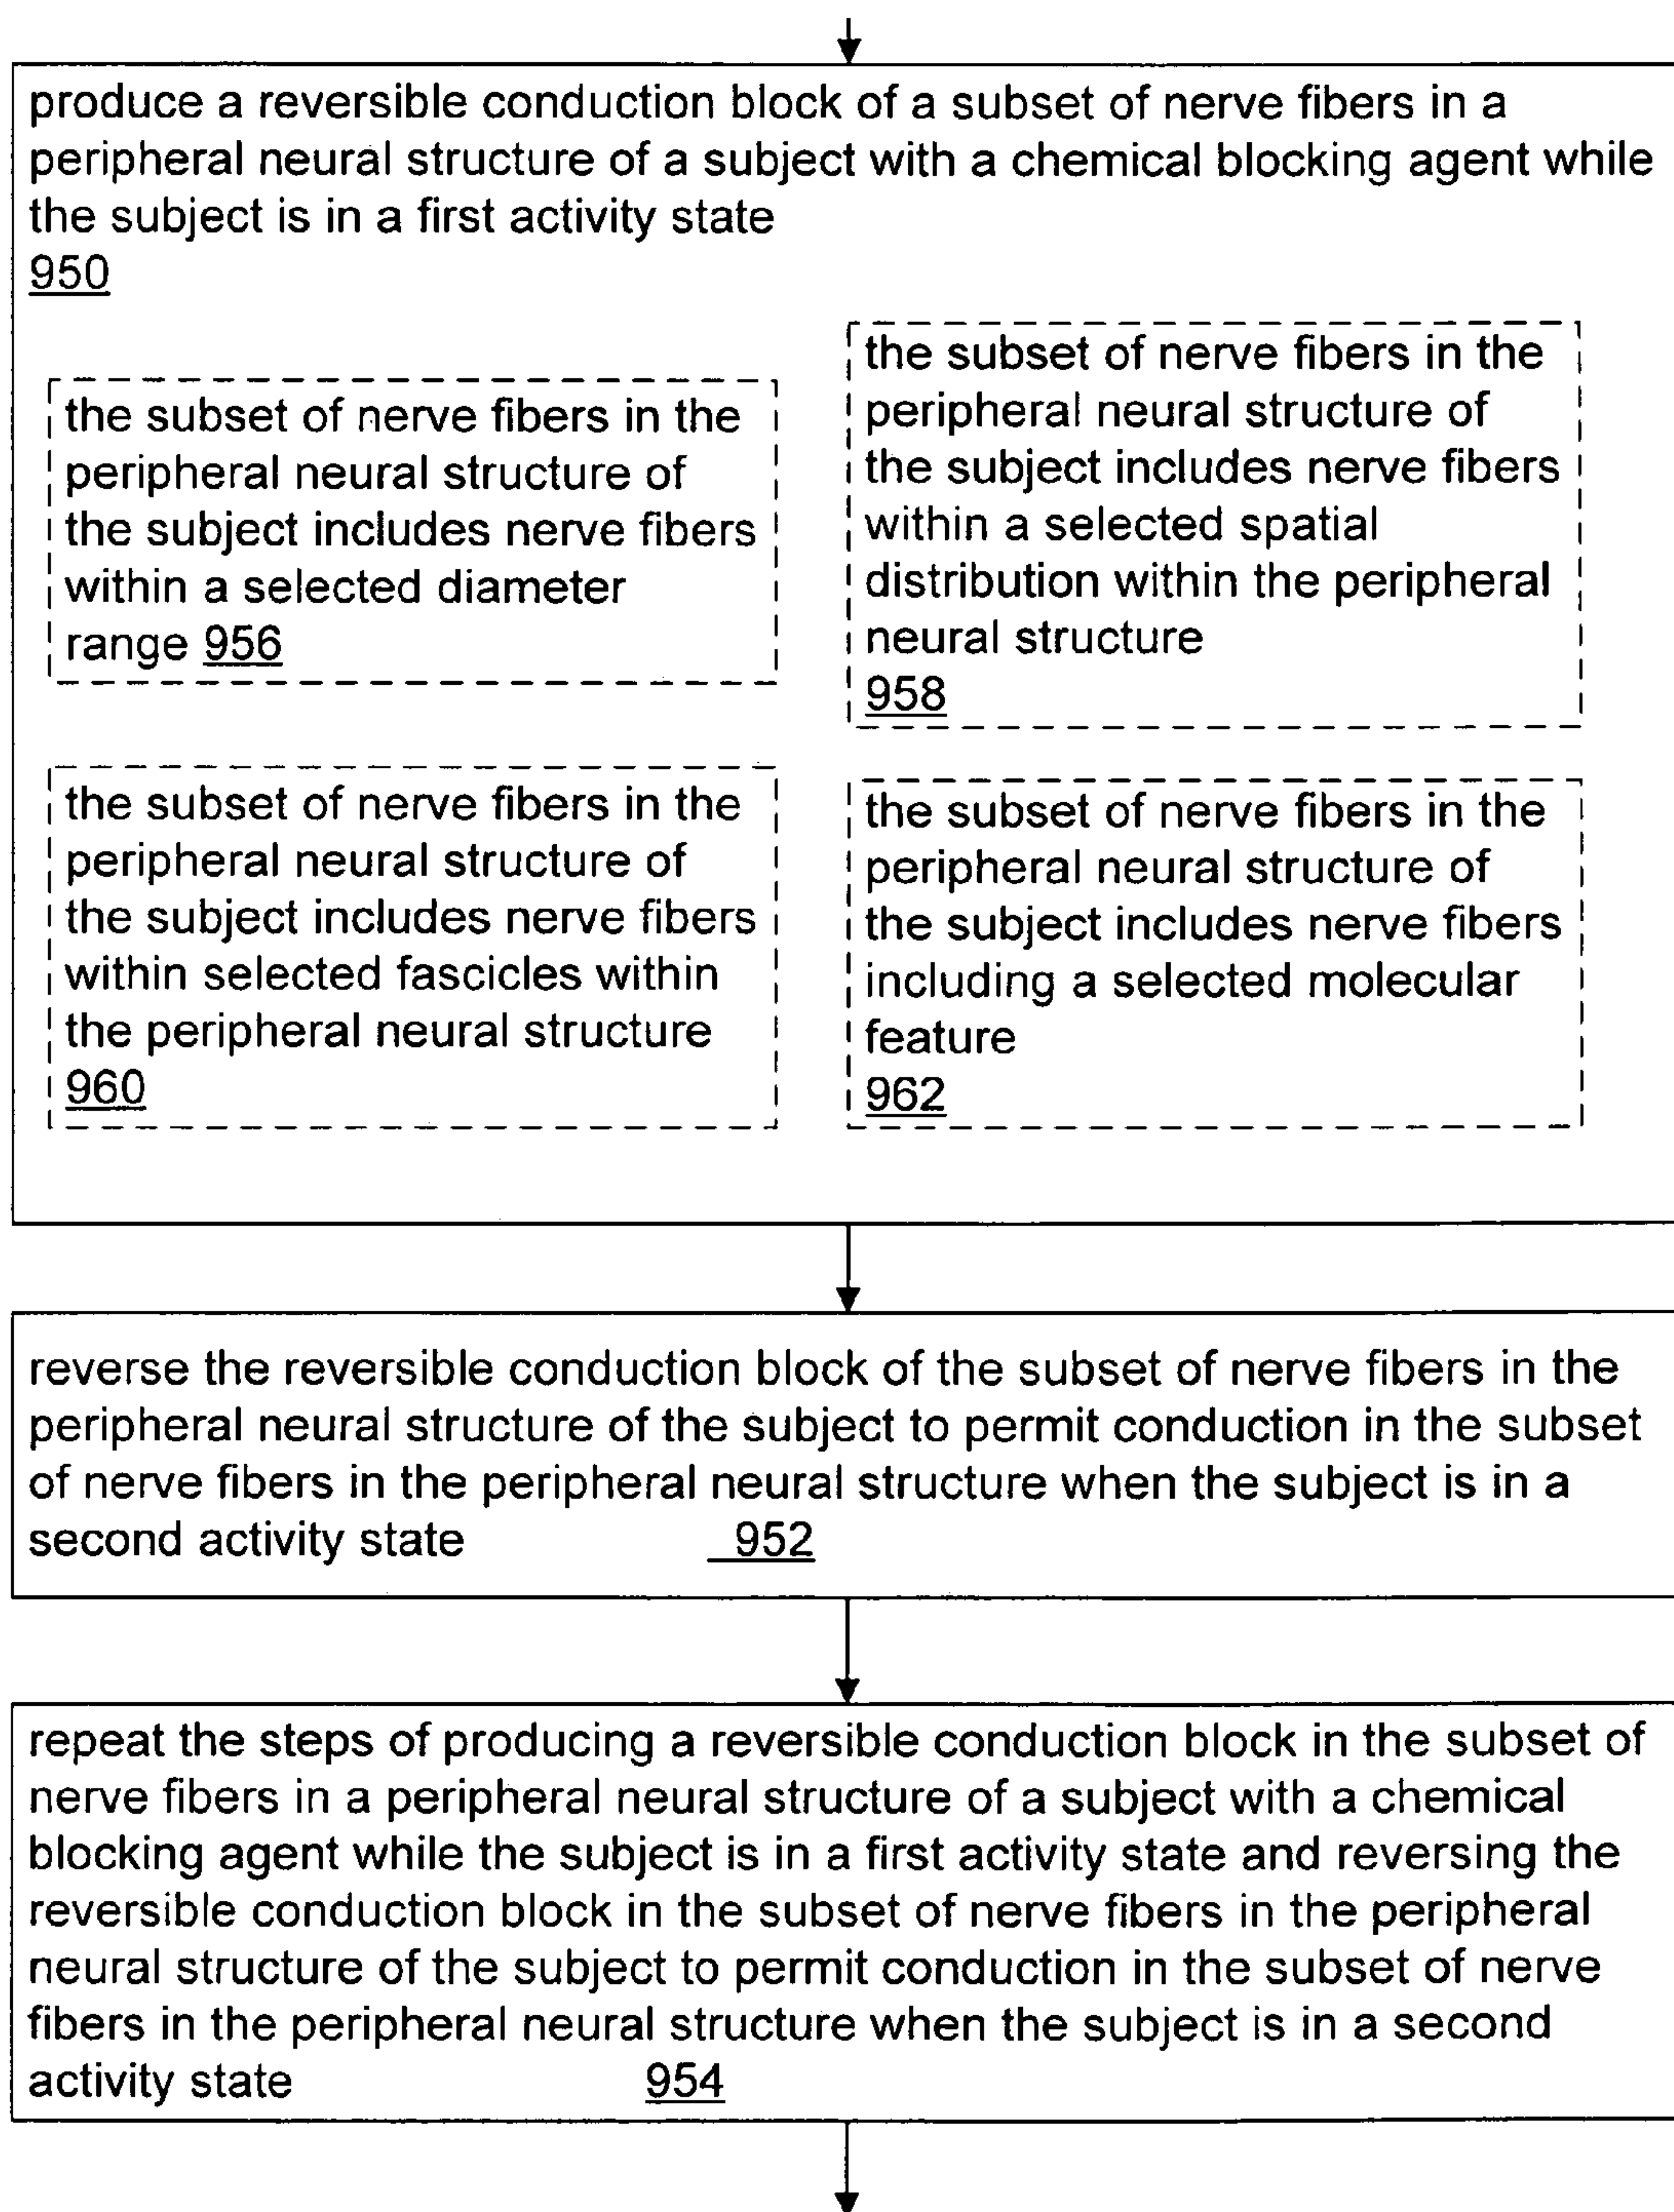 produce a reversible conduction block of a subset of nerve fibers in a
peripheral neural structure of a subject with a chemical blocking agent while
the subject is in a first activity state
950
the subset of nerve fibers in the
peripheral neural structure of
the subject includes nerve fibers
within a selected diameter
range 956
the subset of nerve fibers in the
peripheral neural structure of
the subject includes nerve fibers
within a selected spatial
distribution within the peripheral
neural structure
958
the subset of nerve fibers in the
peripheral neural structure of
the subject includes nerve fibers
within selected fascicles within
the peripheral neural structure
960
the subset of nerve fibers in the
peripheral neural structure of
the subject includes nerve fibers
including a selected molecular
feature
962
reverse the reversible conduction block of the subset of nerve fibers in the
peripheral neural structure of the subject to permit conduction in the subset
of nerve fibers in the peripheral neural structure when the subject is in a
second activity state 952
repeat the steps of producing a reversible conduction block in the subset of
nerve fibers in a peripheral neural structure of a subject with a chemical
blocking agent while the subject is in a first activity state and reversing the
reversible conduction block in the subset of nerve fibers in the peripheral
neural structure of the subject to permit conduction in the subset of nerve
fibers in the peripheral neural structure when the subject is in a second
activity state 954